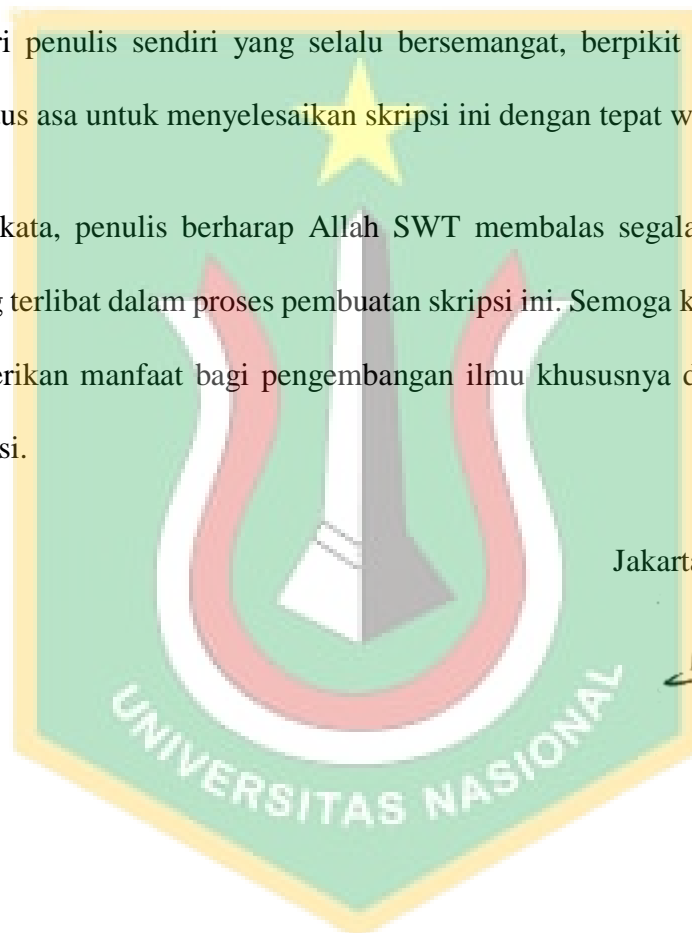 ri penulis sendiri yang selalu bersemangat, berpikit
us asa untuk menyelesaikan skripsi ini dengan tepat w
kata, penulis berharap Allah SWT membalas segala
terlibat dalam proses pembuatan skripsi ini. Semoga k
erikan manfaat bagi pengembangan ilmu khususnya d
si.
Jakarta
UNIVERSITAS NASIONAL